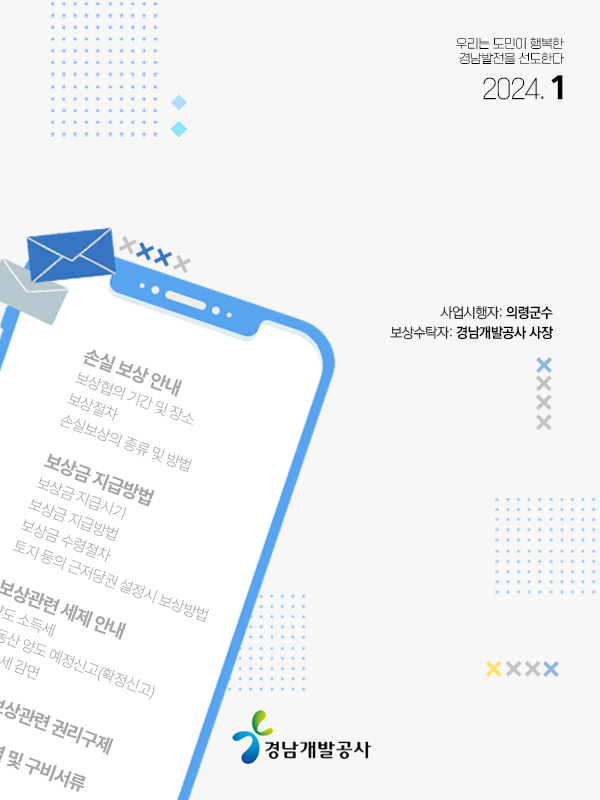 우리는 도민이 행복한
경남발전을 선도한다
2024. 1
사업시행자: 의령군수
보상수탁자: 경남개발공사 사장
손실 보상 안내
보상협의 기간 및 장소
보상절차
손실보상의 종류 및 방법
보상금 지급방법
보상금 지급시기
보상금 지급방법
보상금 수령절차
토지 등의 근저당권 설정시 보상방법
보상관련 세제 안내
양도 소득세
동산 양도 예정신고(확정신고)
세 감면
보상관련 권리구제
및 구비서류
경남개발공사